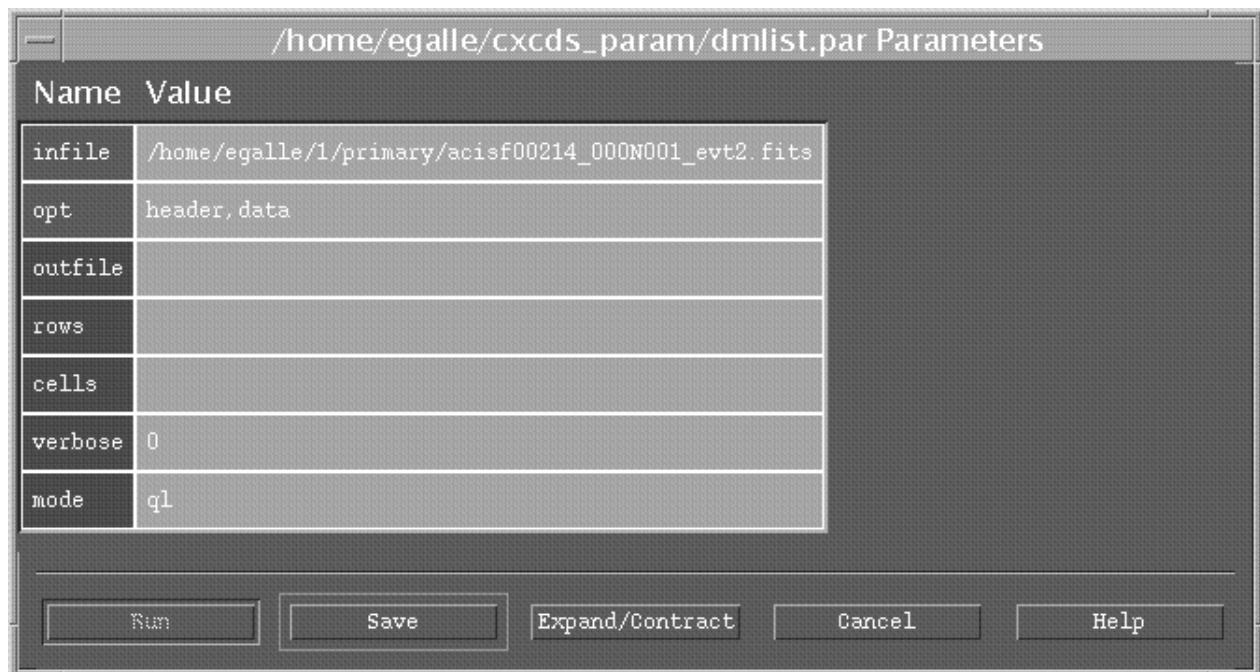 /home/egalle/cxcds_param/dmlist.par Parameters
Name Value
infile /home/egalle/1/primary/acisf00214_000N001_evt2.fits
opt header,data
outfile
rows
cells
verbose 0
mode ql
Run Save Expand/Contract Cancel Help